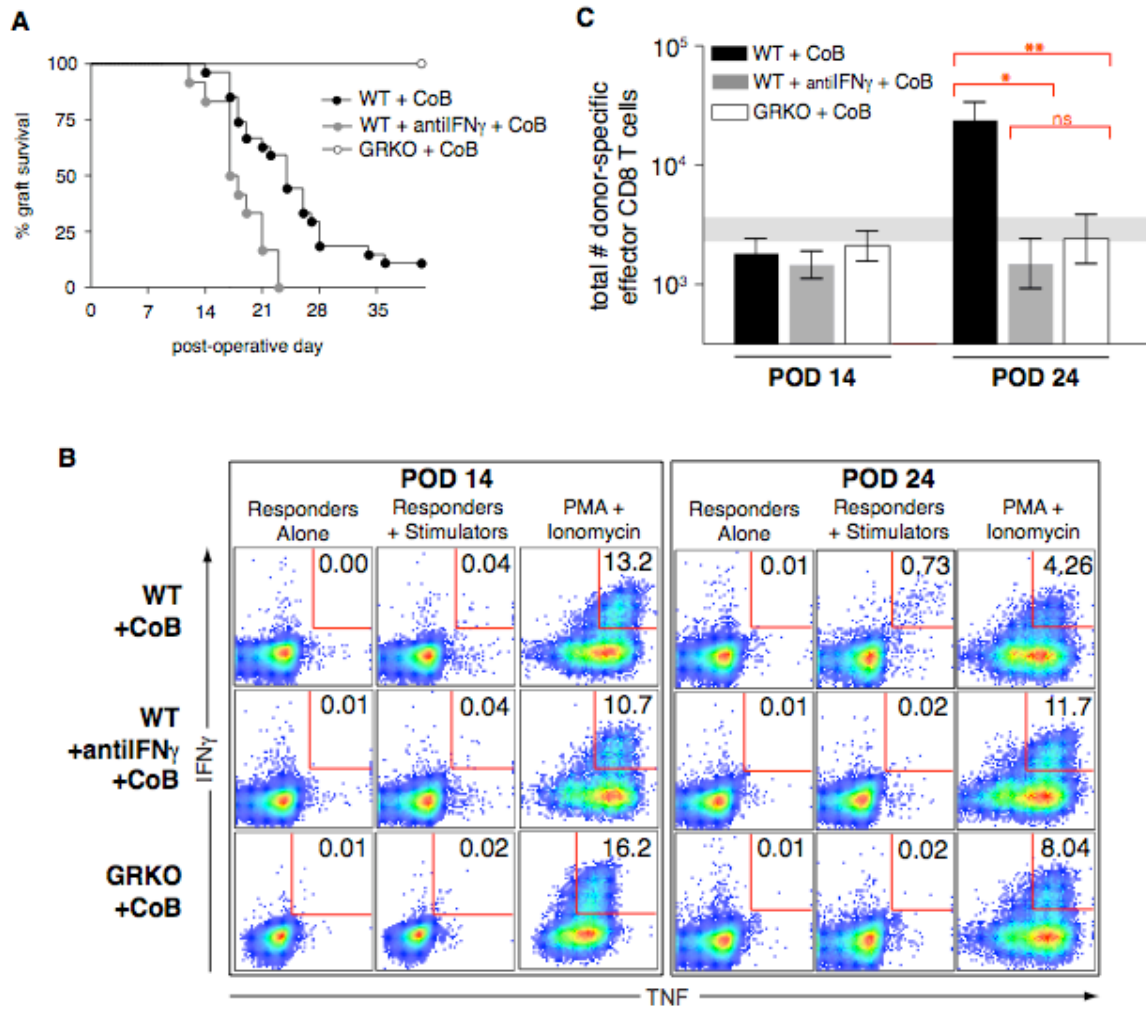 A
100
75
50
25
0
% graft survival
0 7 14 21 28 35
post-operative day
WT + CoB
WT + antiIFNγ + CoB
GRKO + CoB
C
total # donor-specific
effector CD8 T cells
10⁵
10⁴
10³
WT + CoB
WT + antiIFNγ + CoB
GRKO + CoB
**
*
ns
POD 14 POD 24
B
POD 14 POD 24
Responders
Alone
Responders
+ Stimulators
PMA +
Ionomycin
Responders
Alone
Responders
+ Stimulators
PMA +
Ionomycin
WT
+CoB
0.00 0.04 13.2 0.01 0.73 4.26
WT
+antiIFNγ
+CoB
0.01 0.04 10.7 0.01 0.02 11.7
GRKO
+CoB
0.01 0.02 16.2 0.01 0.02 8.04
IFNγ
TNF